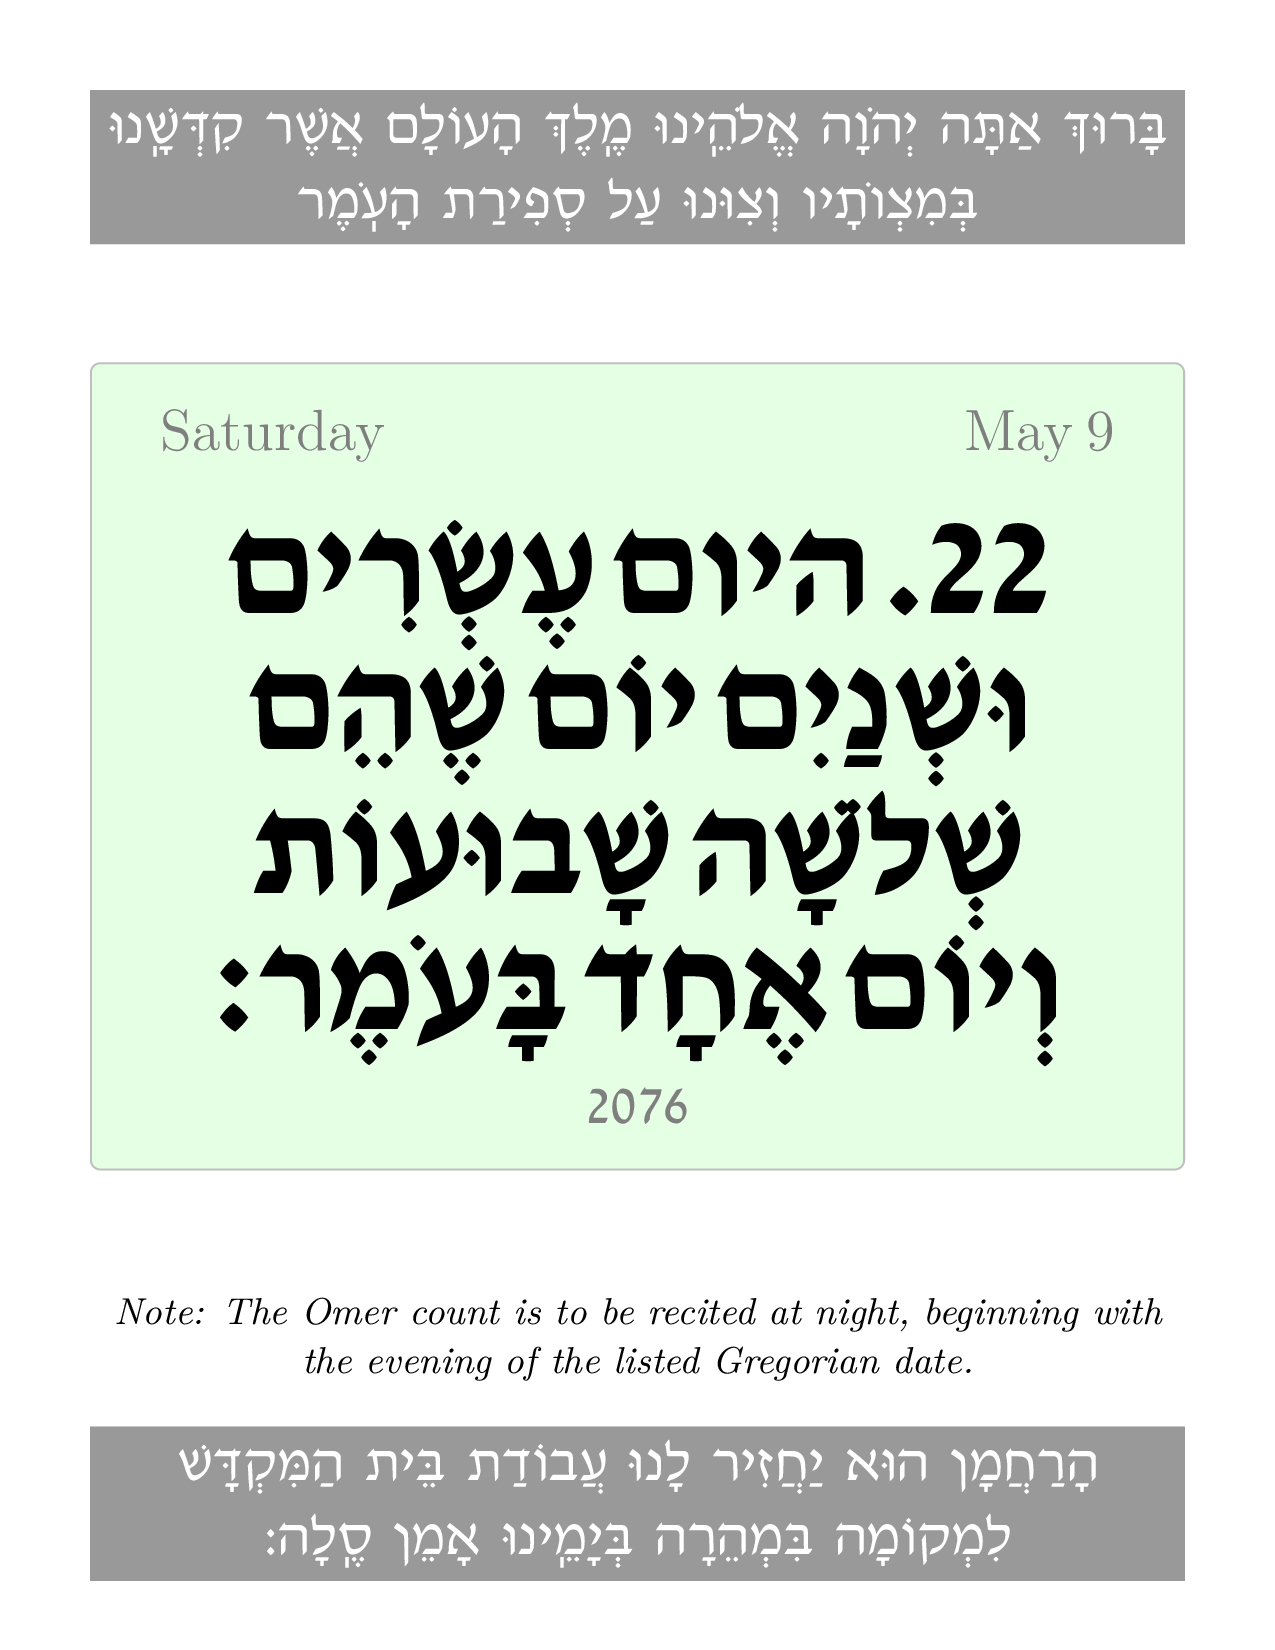 בָּרוּךְ אַתָּה יְהֹוָה אֱלֹהֵֽינוּ מֶֽלֶךְ הָעוֹלָם אֲשֶׁר קִדְּשָֽׁנוּ
בְּמִצְוֹתָיו וְצִוּנוּ עַל סְפִירַת הָעֹֽמֶר
Saturday May 9
22. היום עֶשְׂרִים
וּשְׁנַיִם יוֹם שֶׁהֵם
שְׁלֹשָׁה שָׁבוּעוֹת
וְיוֹם אֶחָד בָּעֹמֶר:
2076
Note: The Omer count is to be recited at night, beginning with
the evening of the listed Gregorian date.
הָרַחֲמָן הוּא יַחֲזִיר לָנוּ עֲבוֹדַת בֵּית הַמִּקְדָּשׁ
לִמְקוֹמָהּ בִּמְהֵרָה בְּיָמֵֽינוּ אָמֵן סֶֽלָה: